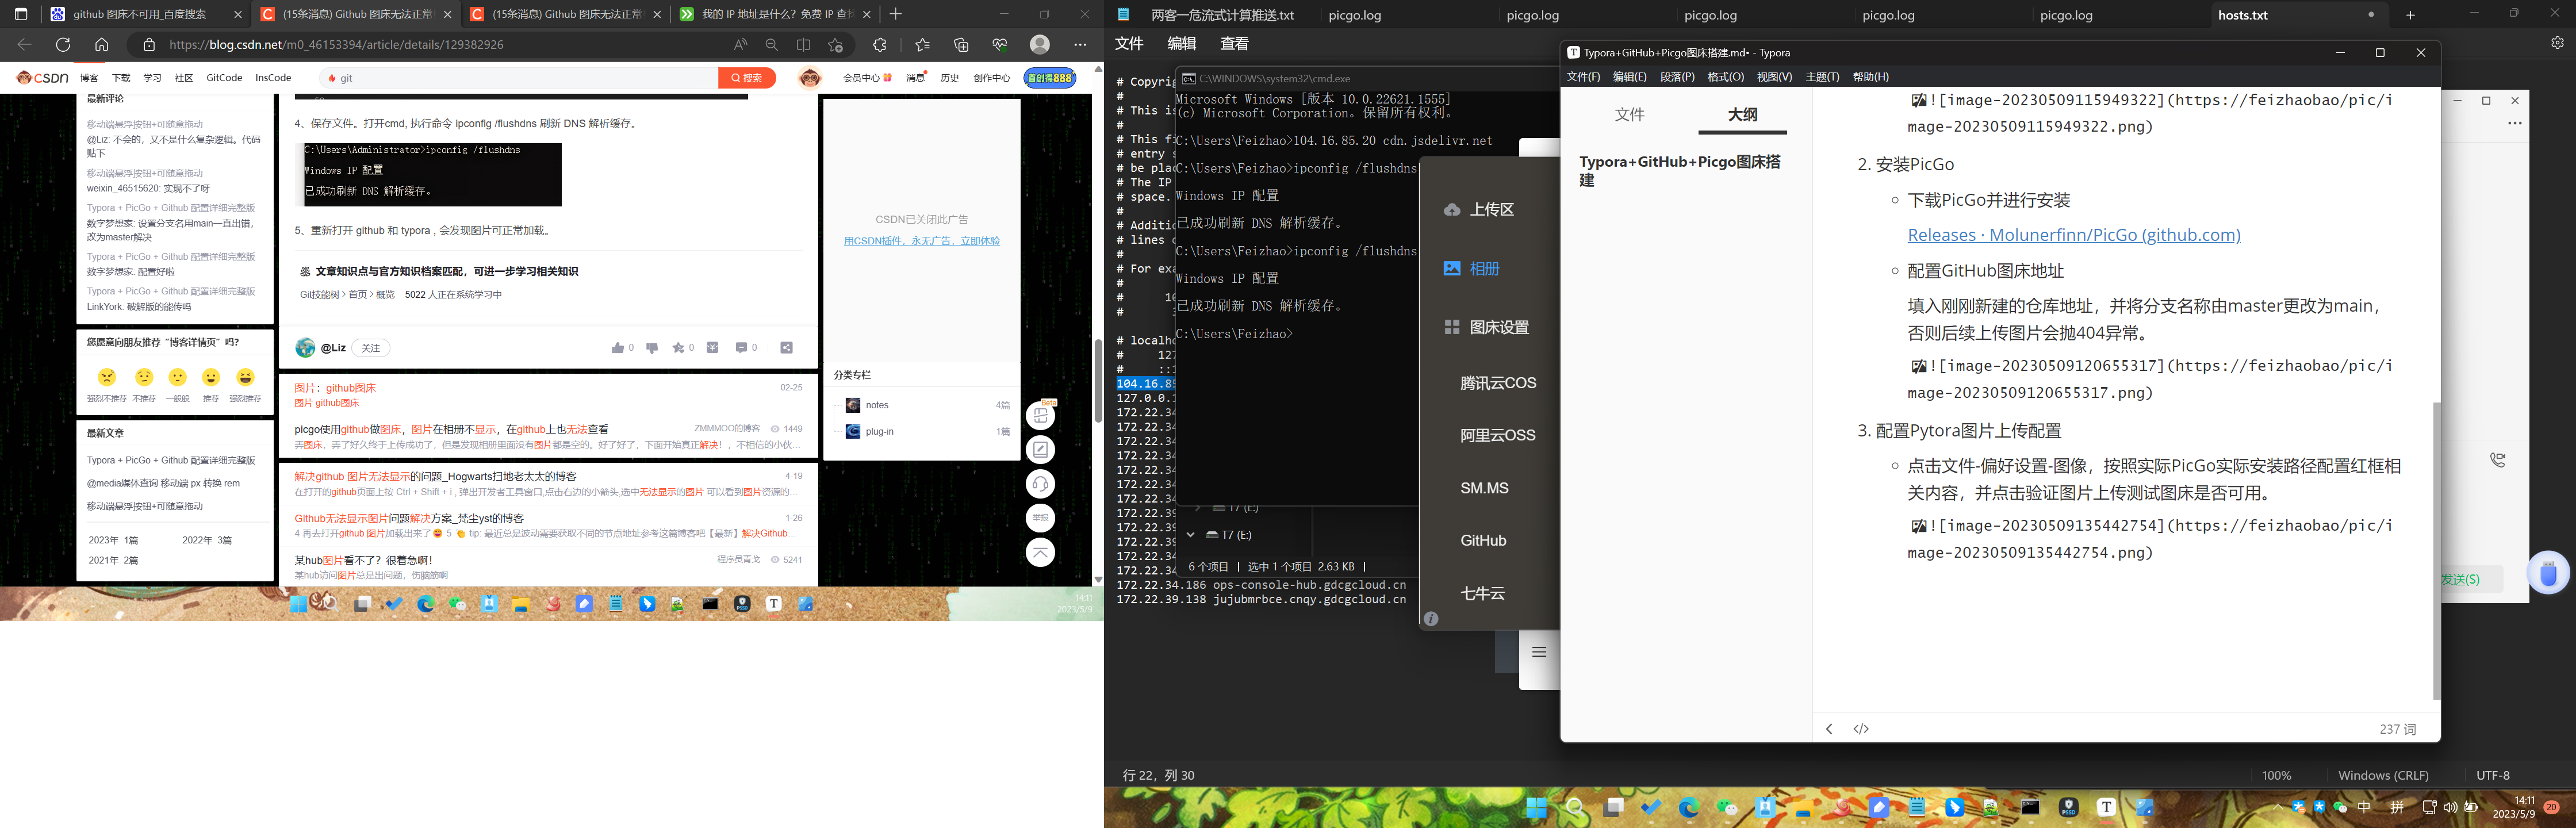 github 图床不可用_百度搜索
(15条消息) Github 图床无法正常
(15条消息) Github 图床无法正常
我的 IP 地址是什么? 免费 IP 查
https://blog.csdn.net/m0_46153394/article/details/129382926
CSDN 博客 下载 学习 社区 GitCode InsCode
git
搜索
会员中心 消息 历史 创作中心
最新评论
移动端悬浮按钮+可随意拖动
@Liz: 不会的，又不是什么复杂逻辑。代码
贴下
移动端悬浮按钮+可随意拖动
weixin_46515620: 实现不了呀
Typora + PicGo + Github 配置详细完整版
数字梦想家: 设置分支名用main一直出错,
改为master解决
Typora + PicGo + Github 配置详细完整版
数字梦想家: 配置好啦
Typora + PicGo + Github 配置详细完整版
LinkYork: 破解版的能传吗
您愿意向朋友推荐“博客详情页”吗?
强烈不推荐 不推荐 一般般 推荐 强烈推荐
最新文章
Typora + PicGo + Github 配置详细完整版
@media媒体查询 移动端 px 转换 rem
移动端悬浮按钮+可随意拖动
2023年 1篇
2022年 3篇
2021年 2篇
4、保存文件。打开cmd, 执行命令 ipconfig /flushdns 刷新 DNS 解析缓存。
C:\Users\Administrator>ipconfig /flushdns
Windows IP 配置
已成功刷新 DNS 解析缓存。
5、重新打开 github 和 typora , 会发现图片可正常加载。
文章知识点与官方知识档案匹配，可进一步学习相关知识
Git技能树 > 首页 > 概览 5022 人正在系统学习中
@Liz 关注
0
0
0
图片：github图床
02-25
图片 github图床
picgo使用github做图床，图片在相册不显示，在github上也无法查看
ZMMMOO的博客 1449
弄图床，弄了好久终于上传成功了，但是发现相册里面没有图片都是空的。好了好了，下面开始真正解决！，不相信的小伙…
解决github 图片无法显示的问题_Hogwarts扫地老太太的博客
4-19
在打开的github页面上按 Ctrl + Shift + i , 弹出开发者工具窗口,点击右边的小箭头,选中无法显示的图片 可以看到图片资源的…
Github无法显示图片问题解决方案_梵尘yst的博客
1-26
4 再去打开github 图片加载出来了 5 tip: 最近总是波动需要获取不同的节点地址参考这篇博客吧【最新】解决Github…
某hub图片看不了？很着急啊！
程序员青戈 5241
某hub访问图片总是出问题，伤脑筋啊
CSDN已关闭此广告
用CSDN插件，永无广告，立即体验
分类专栏
notes 4篇
plug-in 1篇
Beta
举报
14:11
2023/5/9
两客一危流式计算推送.txt
picgo.log
picgo.log
picgo.log
picgo.log
picgo.log
hosts.txt
文件 编辑 查看
# Copyrig
#
# This is
#
# This fi
# entry s
# be plac
# The IP
# space.
#
# Additio
# lines o
#
# For exa
#
# 10
#
# localho
# 127
# ::1
104.16.85
127.0.0.1
172.22.34
172.22.34.186 ops-console-hub.gdcgcloud.cn
172.22.39.138 jujubmrbce.cnqy.gdcgcloud.cn
行 22，列 30
100%
Windows (CRLF)
UTF-8
C:\WINDOWS\system32\cmd.exe
Microsoft Windows [版本 10.0.22621.1555]
(c) Microsoft Corporation。保留所有权利。
C:\Users\Feizhao>104.16.85.20 cdn.jsdelivr.net
C:\Users\Feizhao>ipconfig /flushdns
Windows IP 配置
已成功刷新 DNS 解析缓存。
C:\Users\Feizhao>ipconfig /flushdns
Windows IP 配置
已成功刷新 DNS 解析缓存。
C:\Users\Feizhao>
T7 (E:)
T7 (E:)
6 个项目 | 选中 1 个项目 2.63 KB |
上传区
相册
图床设置
腾讯云COS
阿里云OSS
SM.MS
GitHub
七牛云
Typora+GitHub+Picgo图床搭建.md• - Typora
文件(F) 编辑(E) 段落(P) 格式(O) 视图(V) 主题(T) 帮助(H)
文件
大纲
Typora+GitHub+Picgo图床搭
建
![image-20230509115949322](https://feizhaobao/pic/i
mage-20230509115949322.png)
2. 安装PicGo
下载PicGo并进行安装
Releases · Molunerfinn/PicGo (github.com)
配置GitHub图床地址
填入刚刚新建的仓库地址，并将分支名称由master更改为main，
否则后续上传图片会抛404异常。
![image-20230509120655317](https://feizhaobao/pic/i
mage-20230509120655317.png)
3. 配置Pytora图片上传配置
点击文件-偏好设置-图像，按照实际PicGo实际安装路径配置红框相
关内容，并点击验证图片上传测试图床是否可用。
![image-20230509135442754](https://feizhaobao/pic/i
mage-20230509135442754.png)
237 词
发送(S)
中
拼
14:11
2023/5/9
20